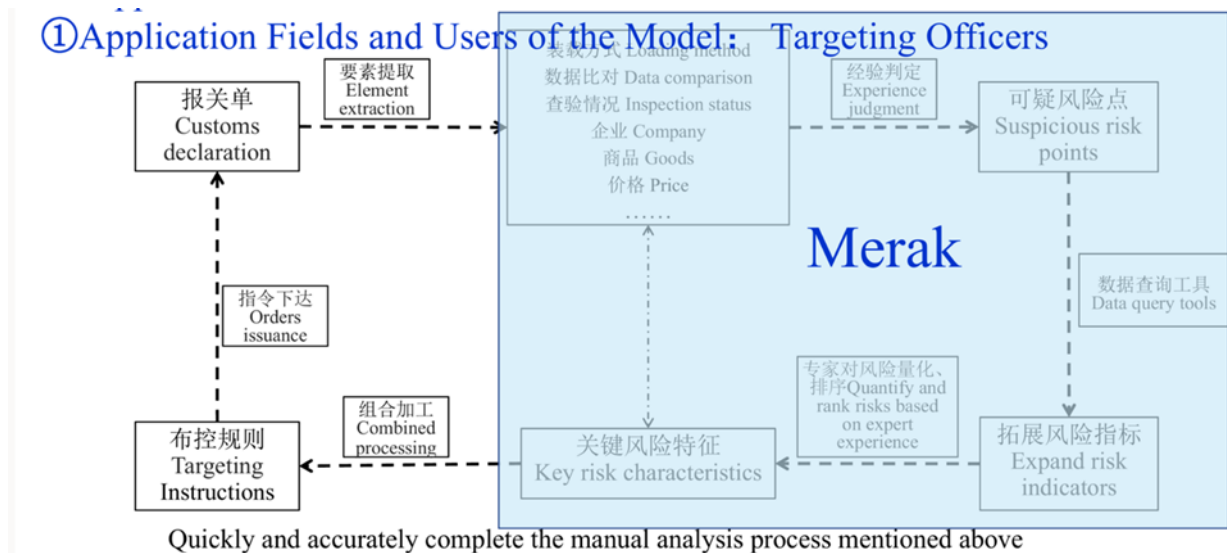 ①Application Fields and Users of the Model： Targeting Officers
要素提取
Element
extraction
装载方式 Loading method
数据比对 Data comparison
查验情况 Inspection status
企业 Company
商品 Goods
价格 Price
......
经验判定
Experience
judgment
报关单
Customs
declaration
可疑风险点
Suspicious risk
points
Merak
指令下达
Orders
issuance
数据查询工具
Data query tools
组合加工
Combined
processing
专家对风险量化、
排序Quantify and
rank risks based
on expert
experience
布控规则
Targeting
Instructions
关键风险特征
Key risk characteristics
拓展风险指标
Expand risk
indicators
Quickly and accurately complete the manual analysis process mentioned above